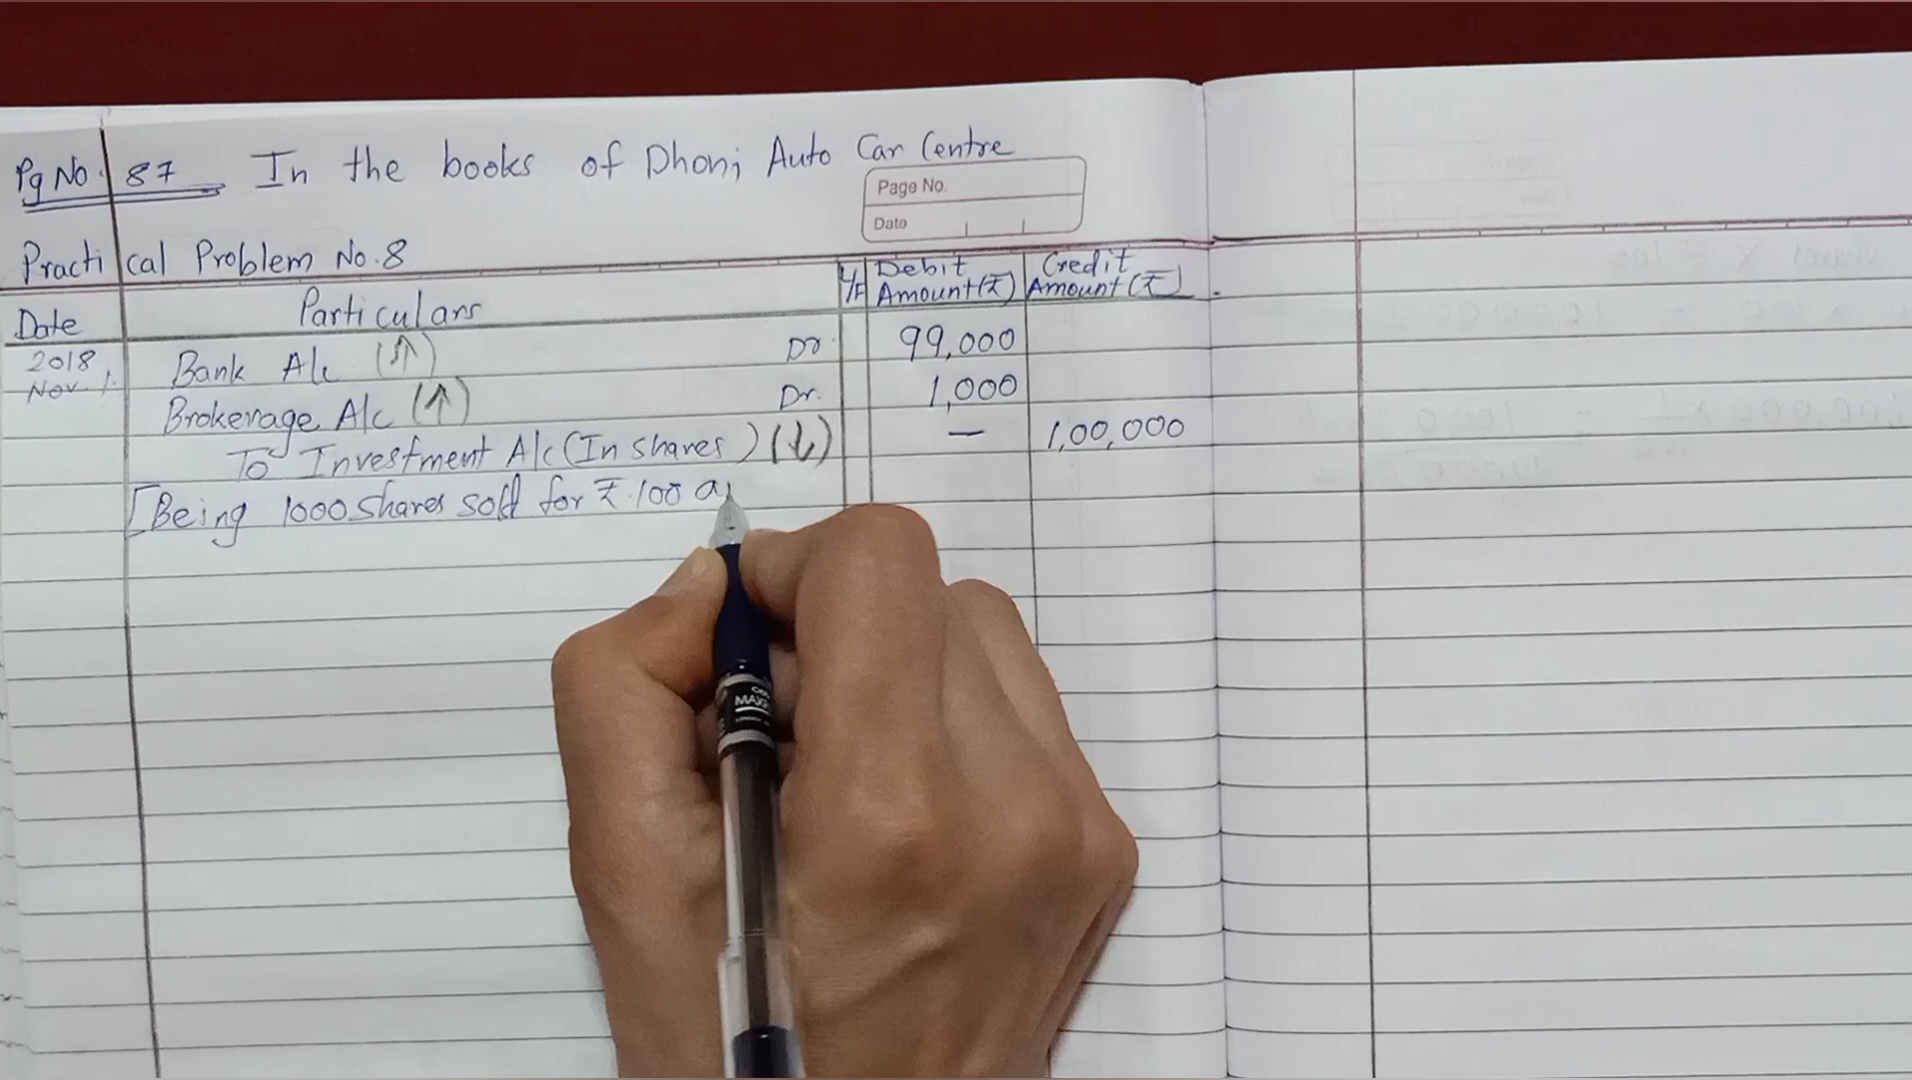 Pg No. 87 In the books of Dhoni Auto Car Centre
Page No.
Date
Practical Problem No. 8
Date Particulars L/F Debit Amount (₹) Credit Amount (₹)
2018 Nov. 1. Bank A/c (↑) Dr. 99,000
Brokerage A/c (↑) Dr. 1,000
To Investment A/c (In shares) (↓) — 1,00,000
[Being 1000 shares sold for ₹.100
MAX